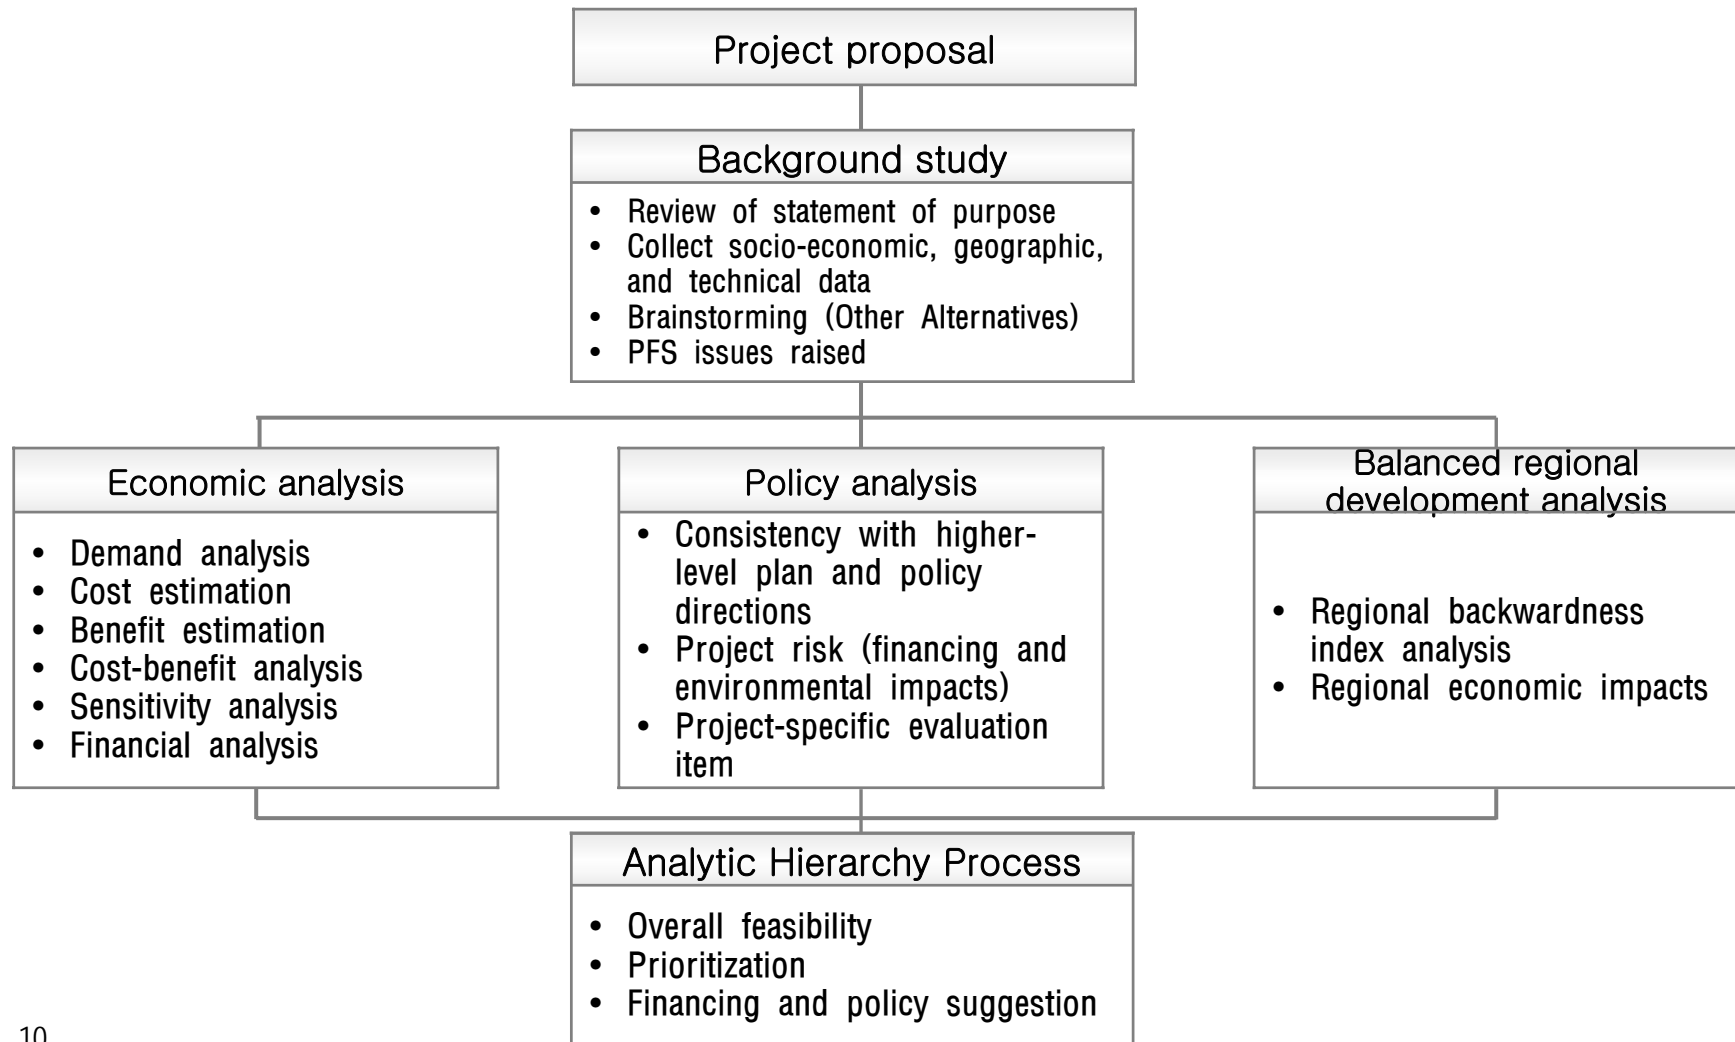 Project proposal
Background study
• Review of statement of purpose
• Collect socio-economic, geographic,
and technical data
• Brainstorming (Other Alternatives)
• PFS issues raised
Economic analysis
• Demand analysis
• Cost estimation
• Benefit estimation
• Cost-benefit analysis
• Sensitivity analysis
• Financial analysis
Policy analysis
• Consistency with higher-
level plan and policy
directions
• Project risk (financing and
environmental impacts)
• Project-specific evaluation
item
Balanced regional
development analysis
• Regional backwardness
index analysis
• Regional economic impacts
Analytic Hierarchy Process
• Overall feasibility
• Prioritization
• Financing and policy suggestion
10